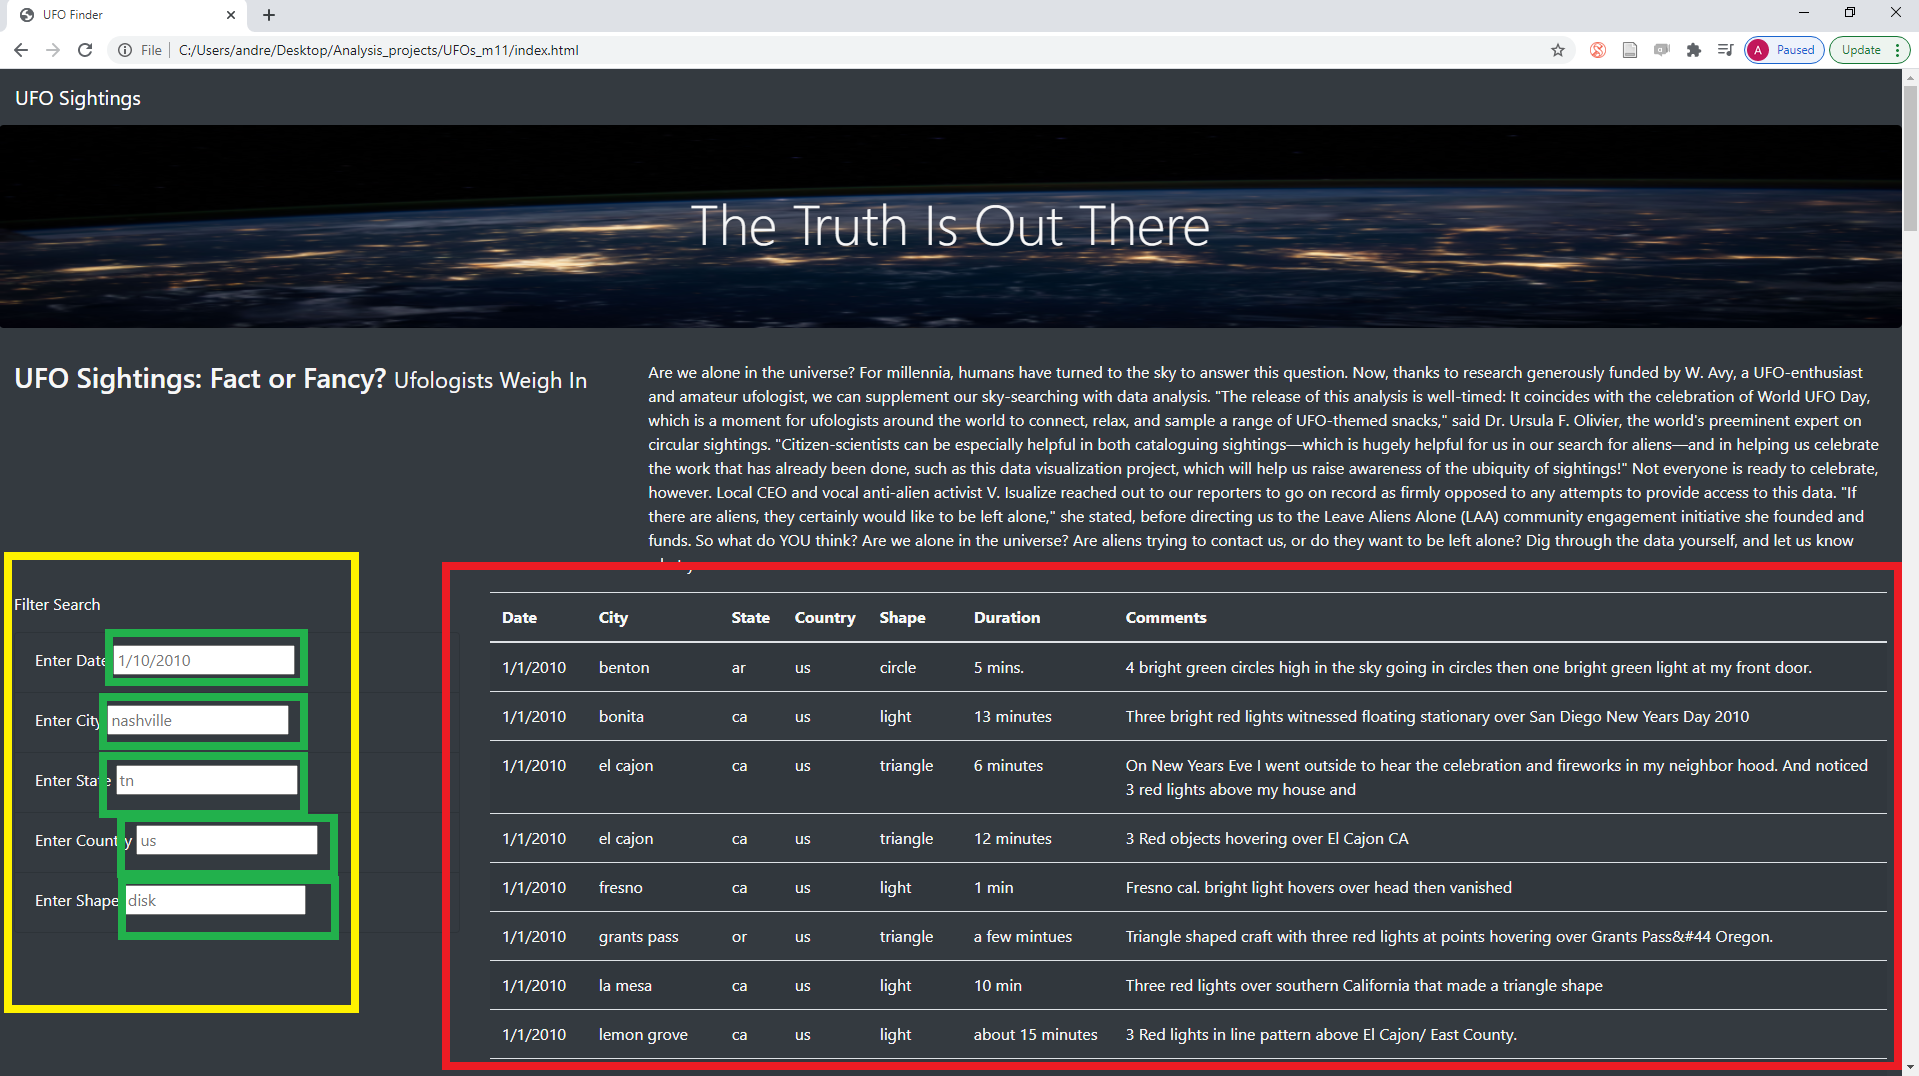 UFO Finder
File C:/Users/andre/Desktop/Analysis_projects/UFOs_m11/index.html
A Paused Update
UFO Sightings
The Truth Is Out There
UFO Sightings: Fact or Fancy? Ufologists Weigh In
Are we alone in the universe? For millennia, humans have turned to the sky to answer this question. Now, thanks to research generously funded by W. Avy, a UFO-enthusiast
and amateur ufologist, we can supplement our sky-searching with data analysis. "The release of this analysis is well-timed: It coincides with the celebration of World UFO Day,
which is a moment for ufologists around the world to connect, relax, and sample a range of UFO-themed snacks," said Dr. Ursula F. Olivier, the world's preeminent expert on
circular sightings. "Citizen-scientists can be especially helpful in both cataloguing sightings—which is hugely helpful for us in our search for aliens—and in helping us celebrate
the work that has already been done, such as this data visualization project, which will help us raise awareness of the ubiquity of sightings!" Not everyone is ready to celebrate,
however. Local CEO and vocal anti-alien activist V. Isualize reached out to our reporters to go on record as firmly opposed to any attempts to provide access to this data. "If
there are aliens, they certainly would like to be left alone," she stated, before directing us to the Leave Aliens Alone (LAA) community engagement initiative she founded and
funds. So what do YOU think? Are we alone in the universe? Are aliens trying to contact us, or do they want to be left alone? Dig through the data yourself, and let us know
Filter Search
Enter Date 1/10/2010
Enter City nashville
Enter State tn
Enter Country us
Enter Shape disk
Date City State Country Shape Duration Comments
1/1/2010 benton ar us circle 5 mins. 4 bright green circles high in the sky going in circles then one bright green light at my front door.
1/1/2010 bonita ca us light 13 minutes Three bright red lights witnessed floating stationary over San Diego New Years Day 2010
1/1/2010 el cajon ca us triangle 6 minutes On New Years Eve I went outside to hear the celebration and fireworks in my neighbor hood. And noticed
3 red lights above my house and
1/1/2010 el cajon ca us triangle 12 minutes 3 Red objects hovering over El Cajon CA
1/1/2010 fresno ca us light 1 min Fresno cal. bright light hovers over head then vanished
1/1/2010 grants pass or us triangle a few mintues Triangle shaped craft with three red lights at points hovering over Grants Pass&#44 Oregon.
1/1/2010 la mesa ca us light 10 min Three red lights over southern California that made a triangle shape
1/1/2010 lemon grove ca us light about 15 minutes 3 Red lights in line pattern above El Cajon/ East County.